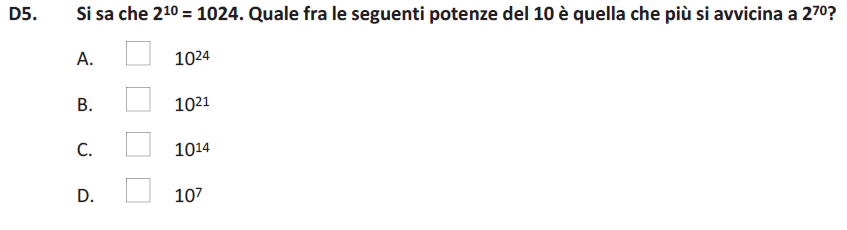 D5. Si sa che 2¹⁰ = 1024. Quale fra le seguenti potenze del 10 è quella che più si avvicina a 2⁷⁰?
A. 10²⁴
B. 10²¹
C. 10¹⁴
D. 10⁷